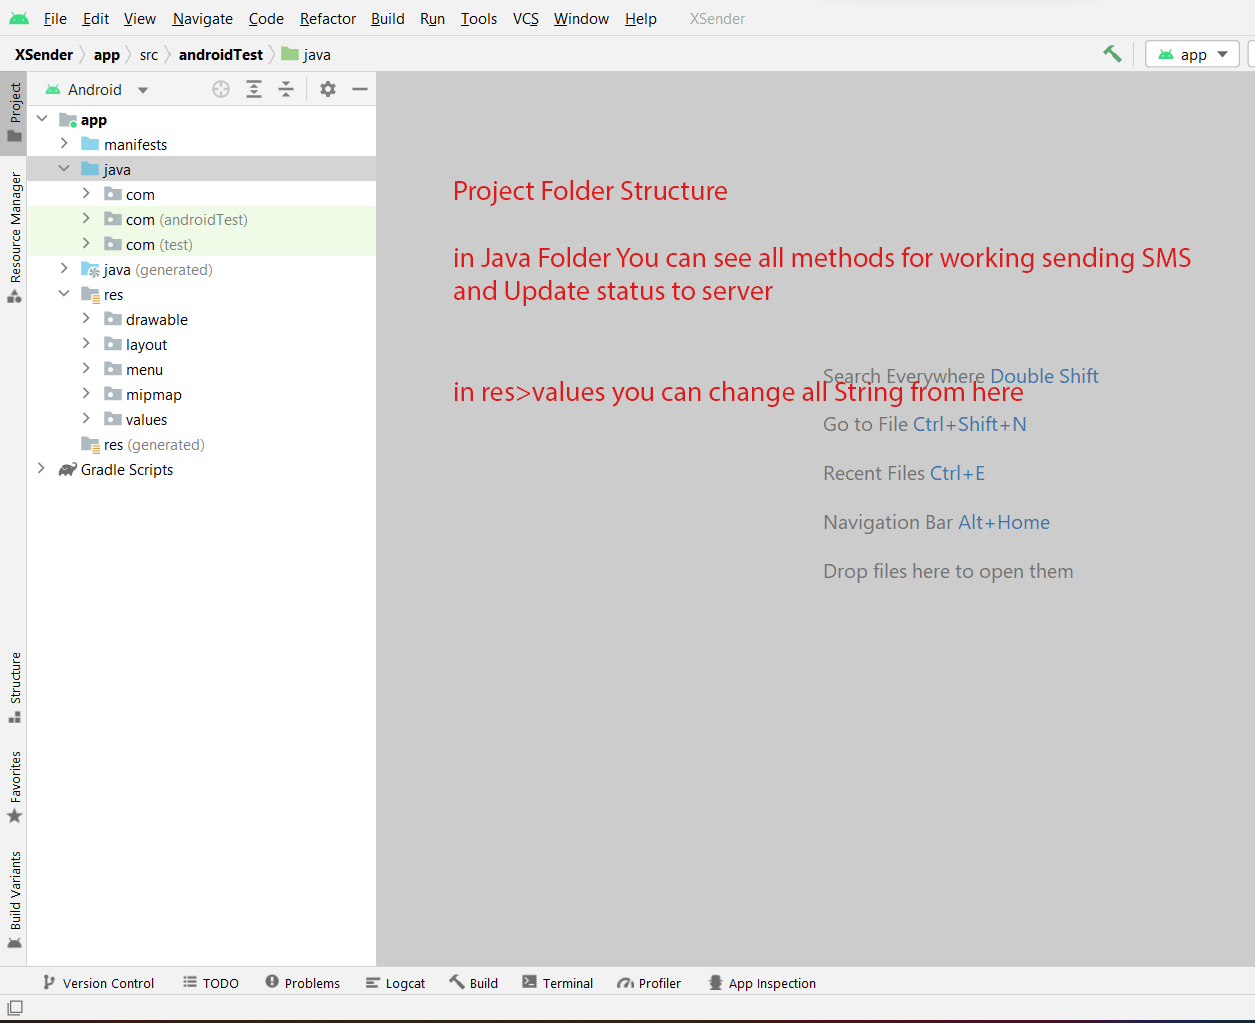 File Edit View Navigate Code Refactor Build Run Tools VCS Window Help XSender
XSender app src androidTest java
app
Project
Resource Manager
Structure
Favorites
Build Variants
Android
app
manifests
java
com
com (androidTest)
com (test)
java (generated)
res
drawable
layout
menu
mipmap
values
res (generated)
Gradle Scripts
Project Folder Structure
in Java Folder You can see all methods for working sending SMS
and Update status to server
Search Everywhere Double Shift
in res>values you can change all String from here
Go to File Ctrl+Shift+N
Recent Files Ctrl+E
Navigation Bar Alt+Home
Drop files here to open them
Version Control TODO Problems Logcat Build Terminal Profiler App Inspection